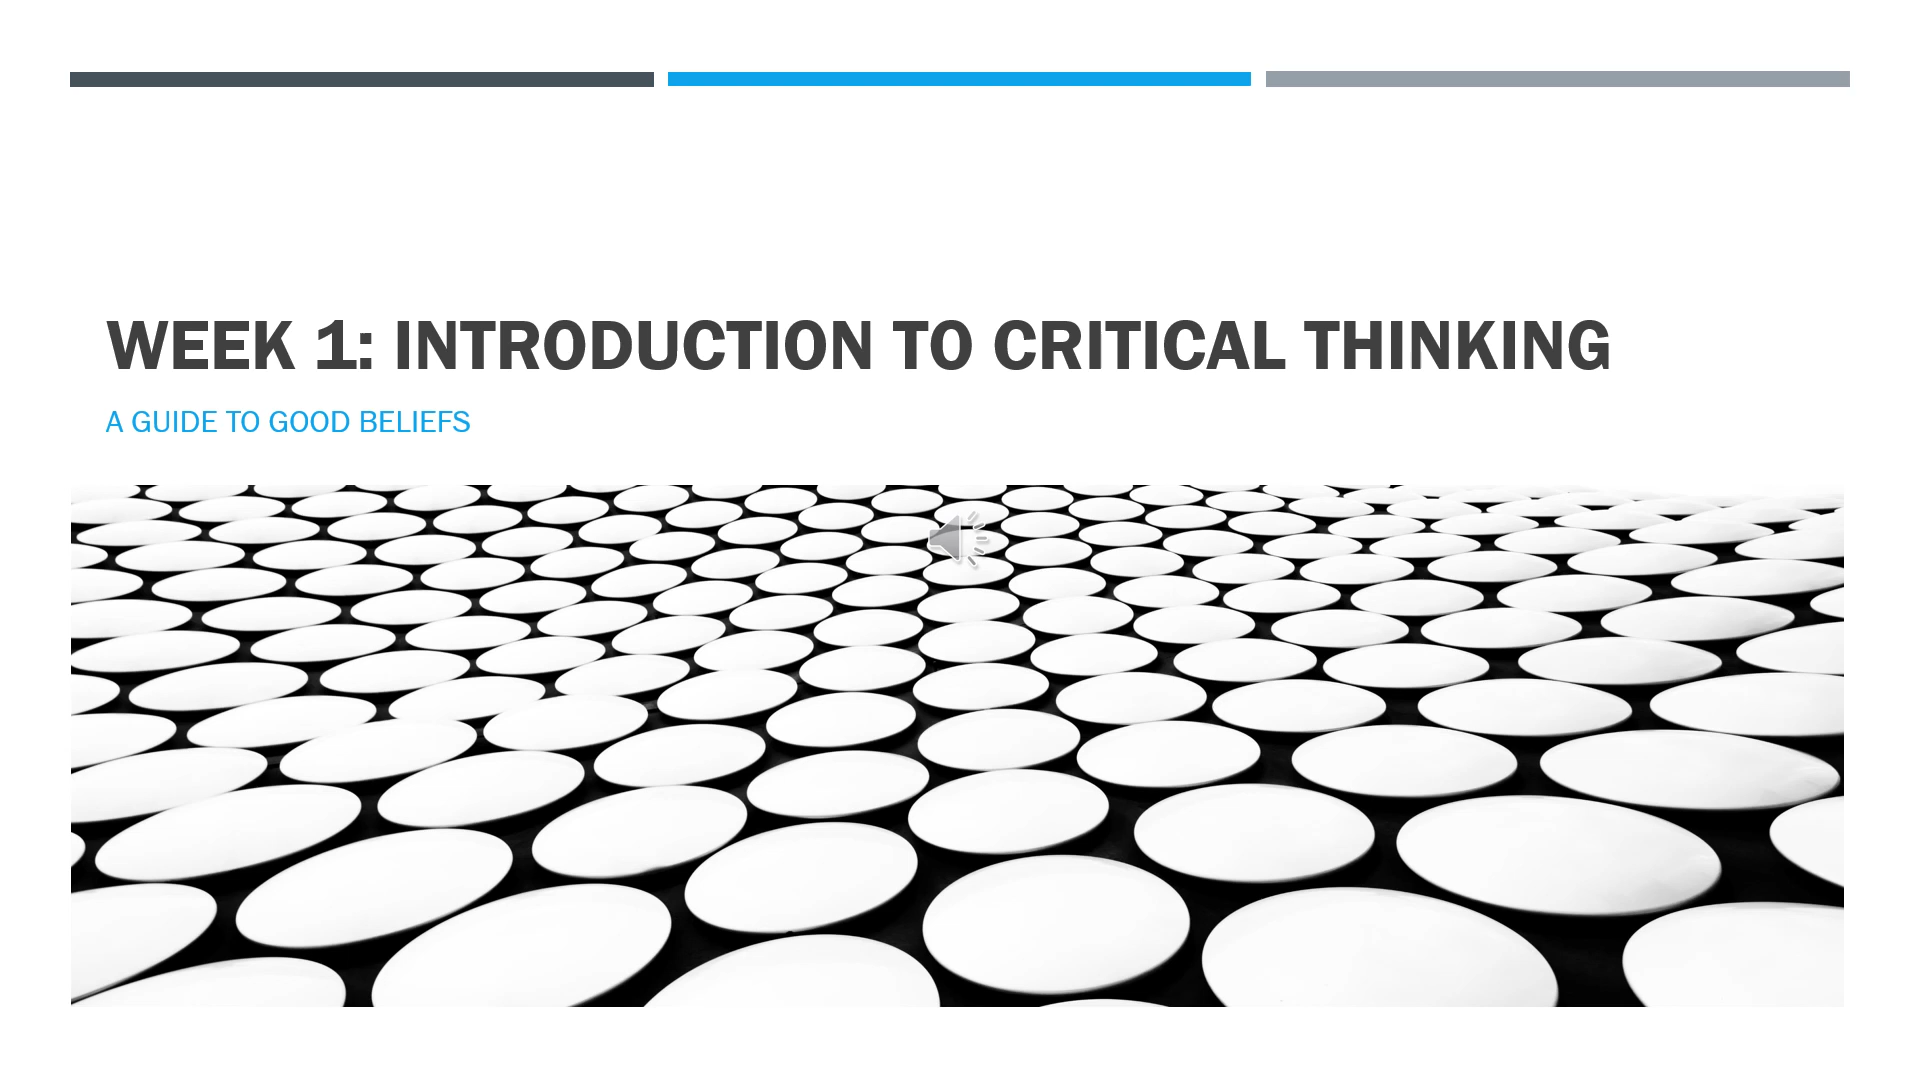 WEEK 1: INTRODUCTION TO CRITICAL THINKING
A GUIDE TO GOOD BELIEFS